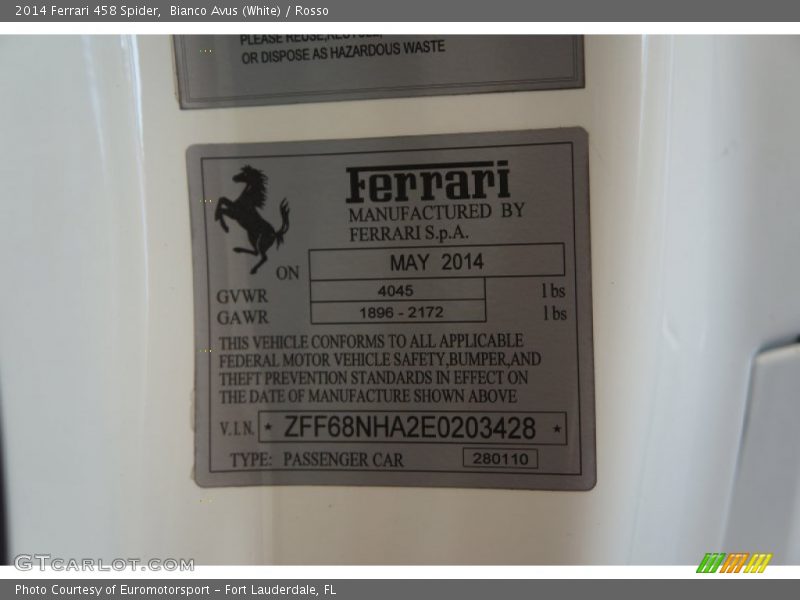 2014 Ferrari 458 Spider, Bianco Avus (White) / Rosso
PLEASE REUSE,RECYCLE,
OR DISPOSE AS HAZARDOUS WASTE
Ferrari
MANUFACTURED BY
FERRARI S.p.A.
ON MAY 2014
GVWR 4045 lbs
GAWR 1896 - 2172 lbs
THIS VEHICLE CONFORMS TO ALL APPLICABLE
FEDERAL MOTOR VEHICLE SAFETY,BUMPER,AND
THEFT PREVENTION STANDARDS IN EFFECT ON
THE DATE OF MANUFACTURE SHOWN ABOVE
V.I.N. * ZFF68NHA2E0203428 *
TYPE: PASSENGER CAR 280110
GTCARLOT.COM
Photo Courtesy of Euromotorsport - Fort Lauderdale, FL